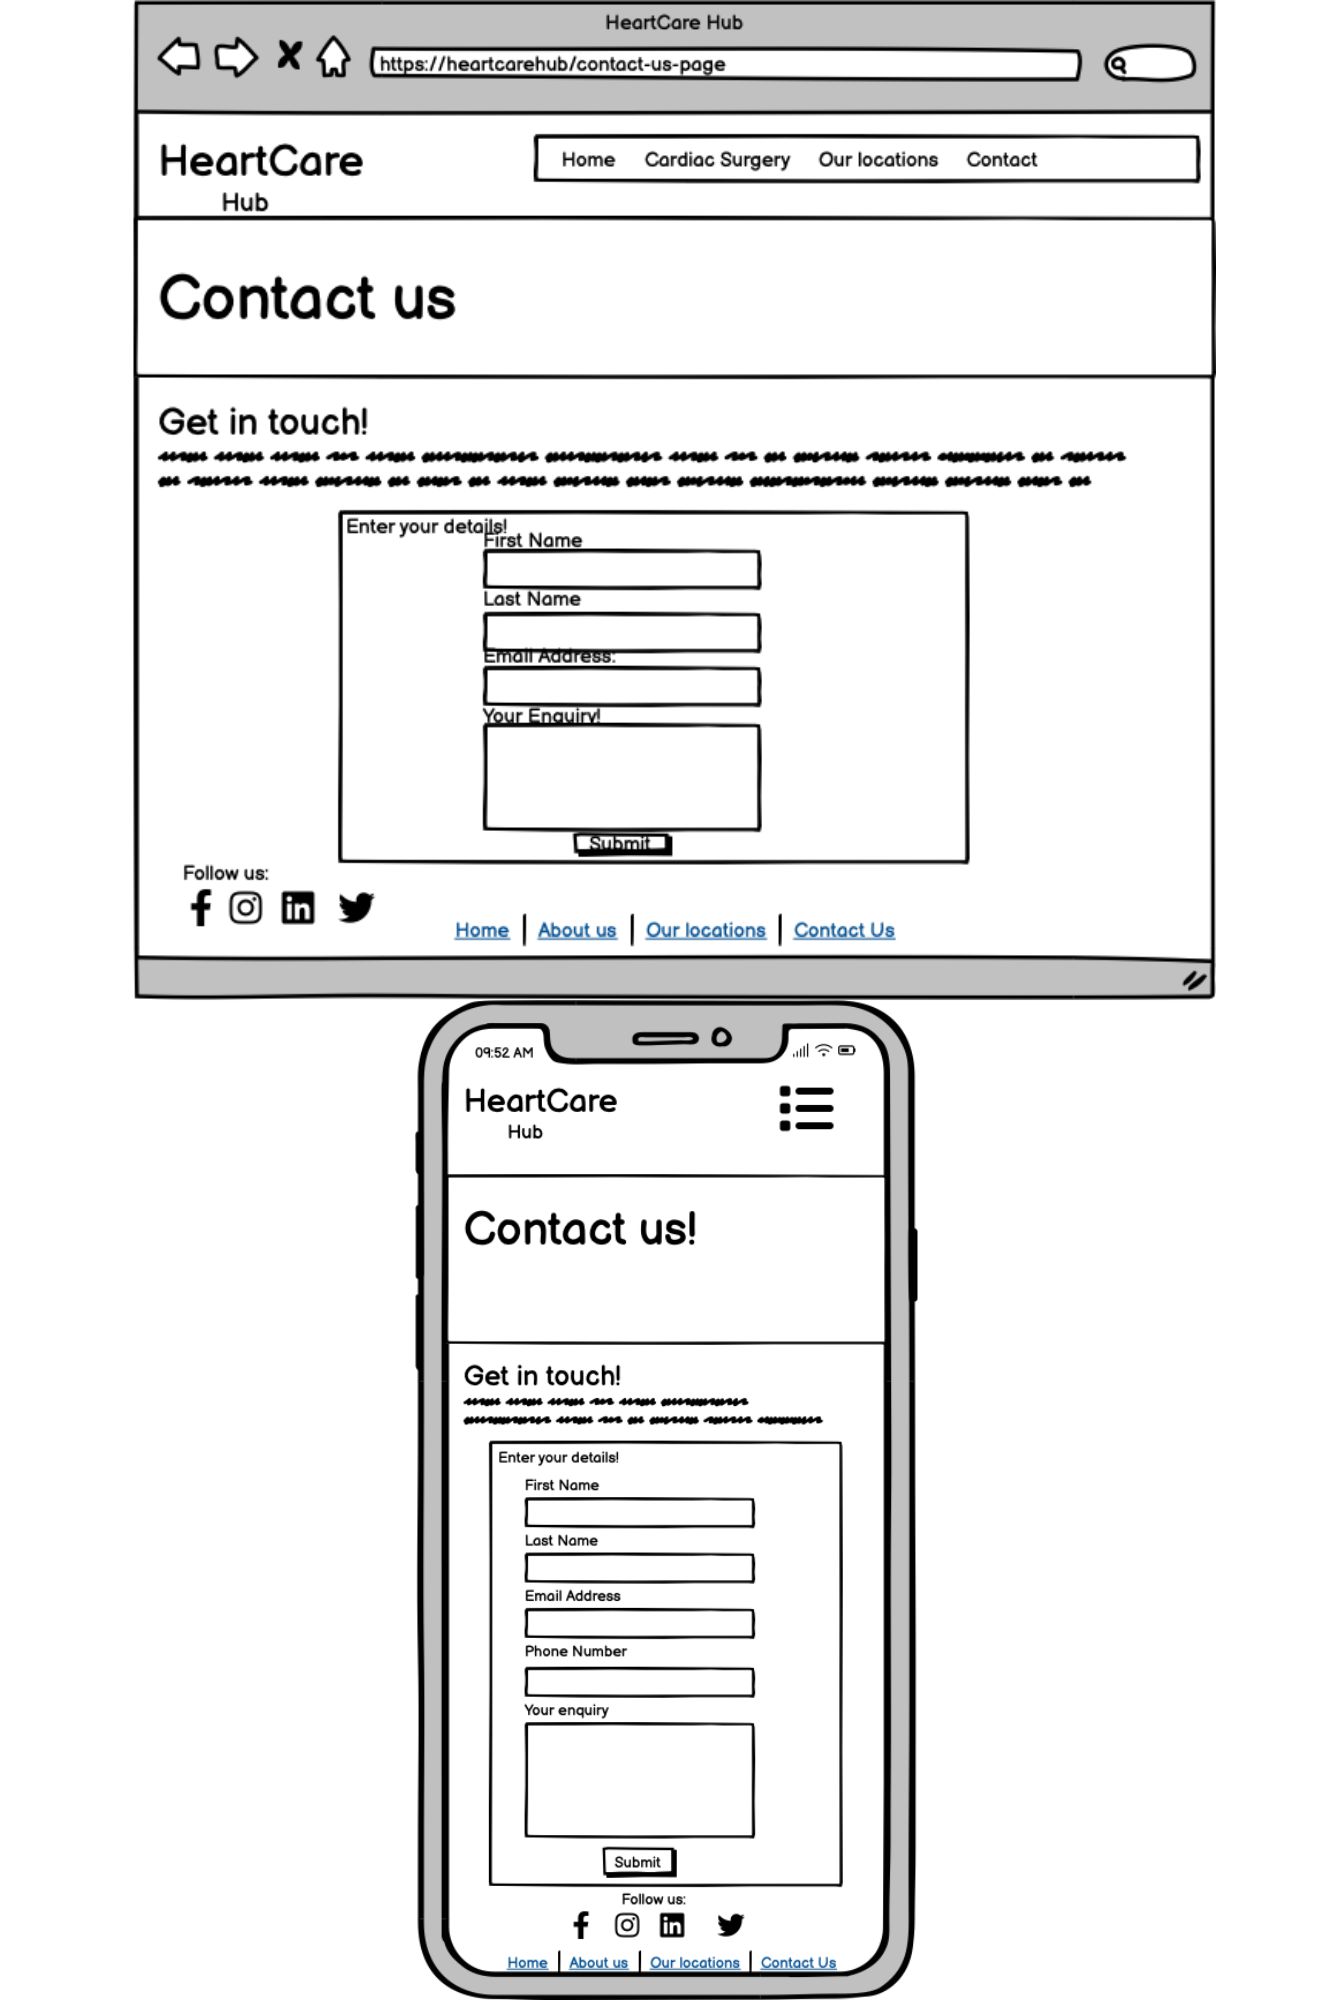 HeartCare Hub
https://heartcarehub/contact-us-page
HeartCare
Hub
Home Cardiac Surgery Our locations Contact
Contact us
Get in touch!
Enter your details!
First Name
Last Name
Email Address:
Your Enquiry!
Submit
Follow us:
Home About us Our locations Contact Us
09:52 AM
HeartCare
Hub
Contact us!
Get in touch!
Enter your details!
First Name
Last Name
Email Address
Phone Number
Your enquiry
Submit
Follow us:
Home About us Our locations Contact Us